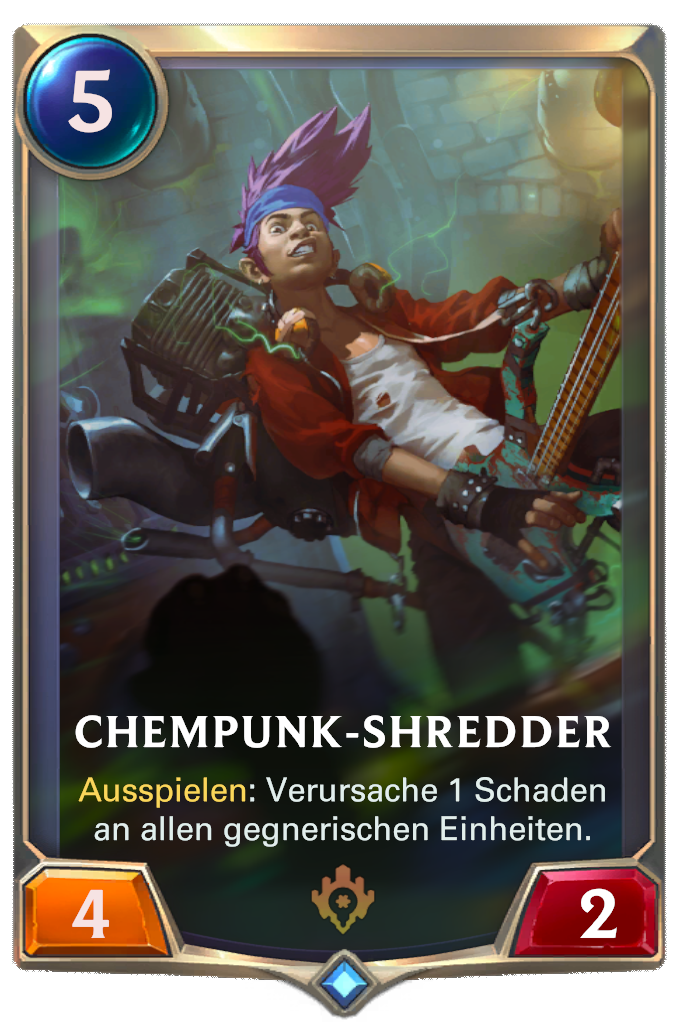 5
CHEMPUNK-SHREDDER
Ausspielen: Verursache 1 Schaden
an allen gegnerischen Einheiten.
4
2